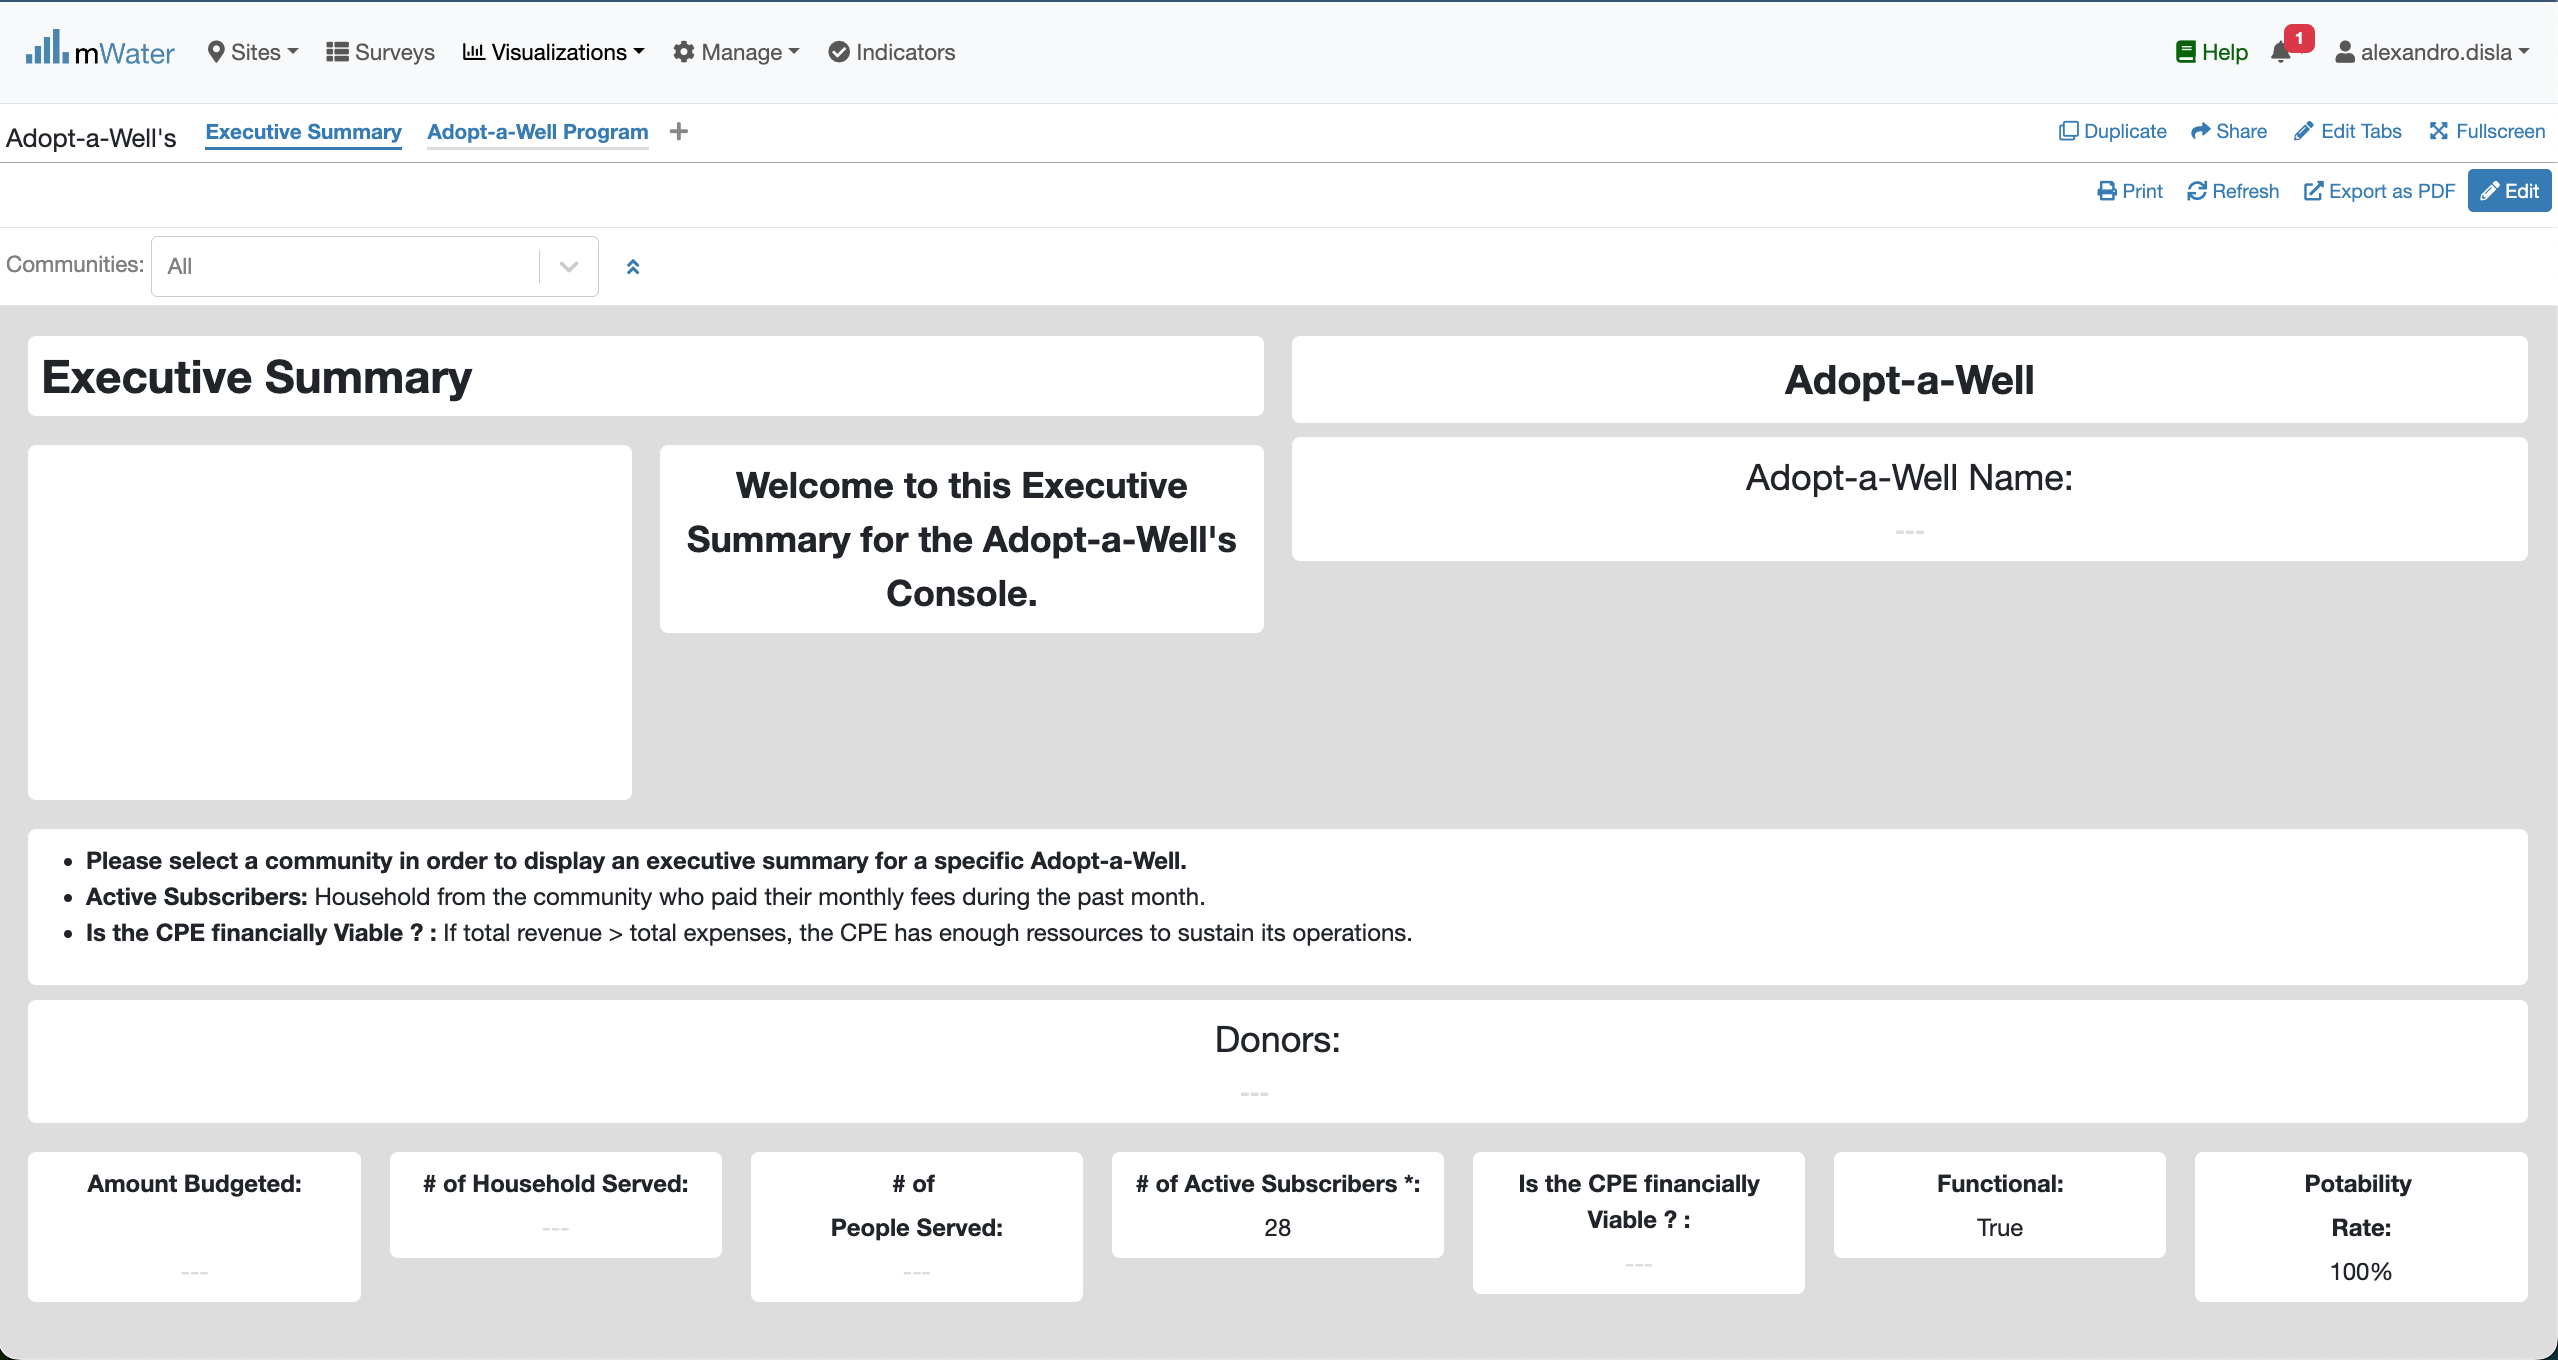 mWater Sites Surveys Visualizations Manage Indicators Help 1 alexandro.disla
Adopt-a-Well's Executive Summary Adopt-a-Well Program + Duplicate Share Edit Tabs Fullscreen
Print Refresh Export as PDF Edit
Communities: All
Executive Summary
Adopt-a-Well
Welcome to this Executive
Summary for the Adopt-a-Well's
Console.
Adopt-a-Well Name:
---
• Please select a community in order to display an executive summary for a specific Adopt-a-Well.
• Active Subscribers: Household from the community who paid their monthly fees during the past month.
• Is the CPE financially Viable ? : If total revenue > total expenses, the CPE has enough ressources to sustain its operations.
Donors:
---
Amount Budgeted:
---
# of Household Served:
---
# of
People Served:
---
# of Active Subscribers *:
28
Is the CPE financially
Viable ? :
---
Functional:
True
Potability
Rate:
100%